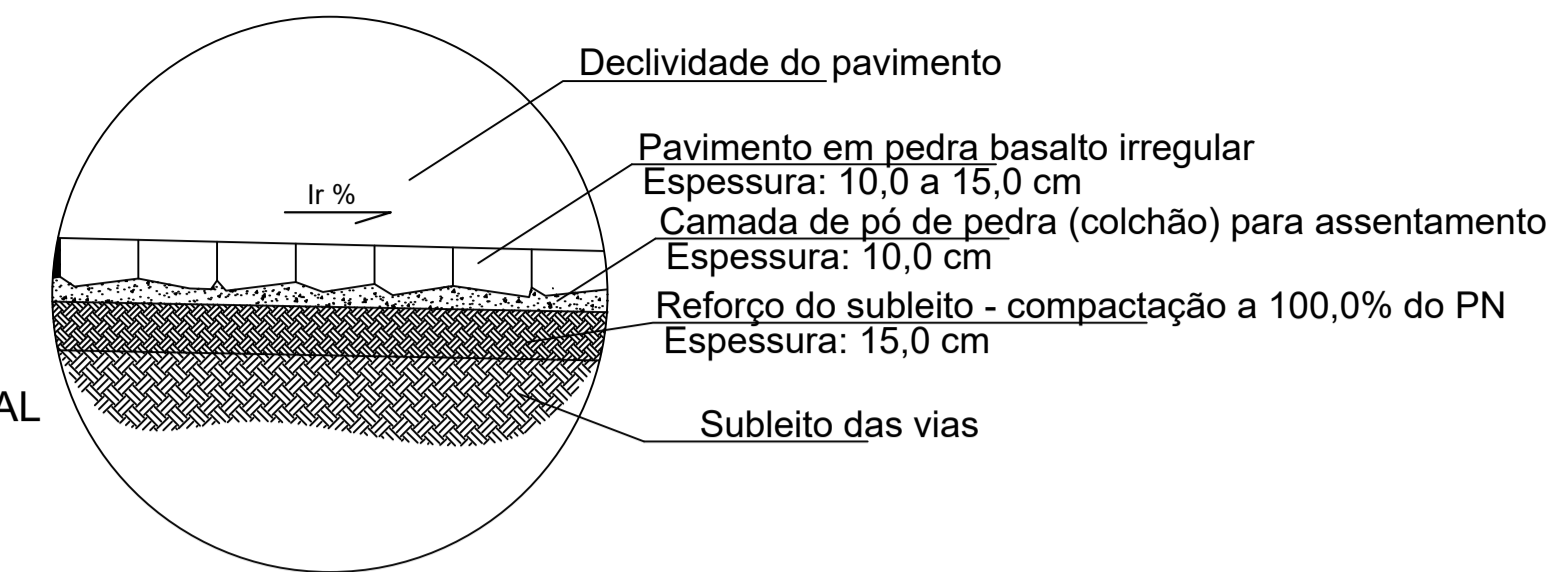 Declividade do pavimento
Pavimento em pedra basalto irregular
Espessura: 10,0 a 15,0 cm
Ir %
Camada de pó de pedra (colchão) para assentamento
Espessura: 10,0 cm
Reforço do subleito - compactação a 100,0% do PN
Espessura: 15,0 cm
AL
Subleito das vias